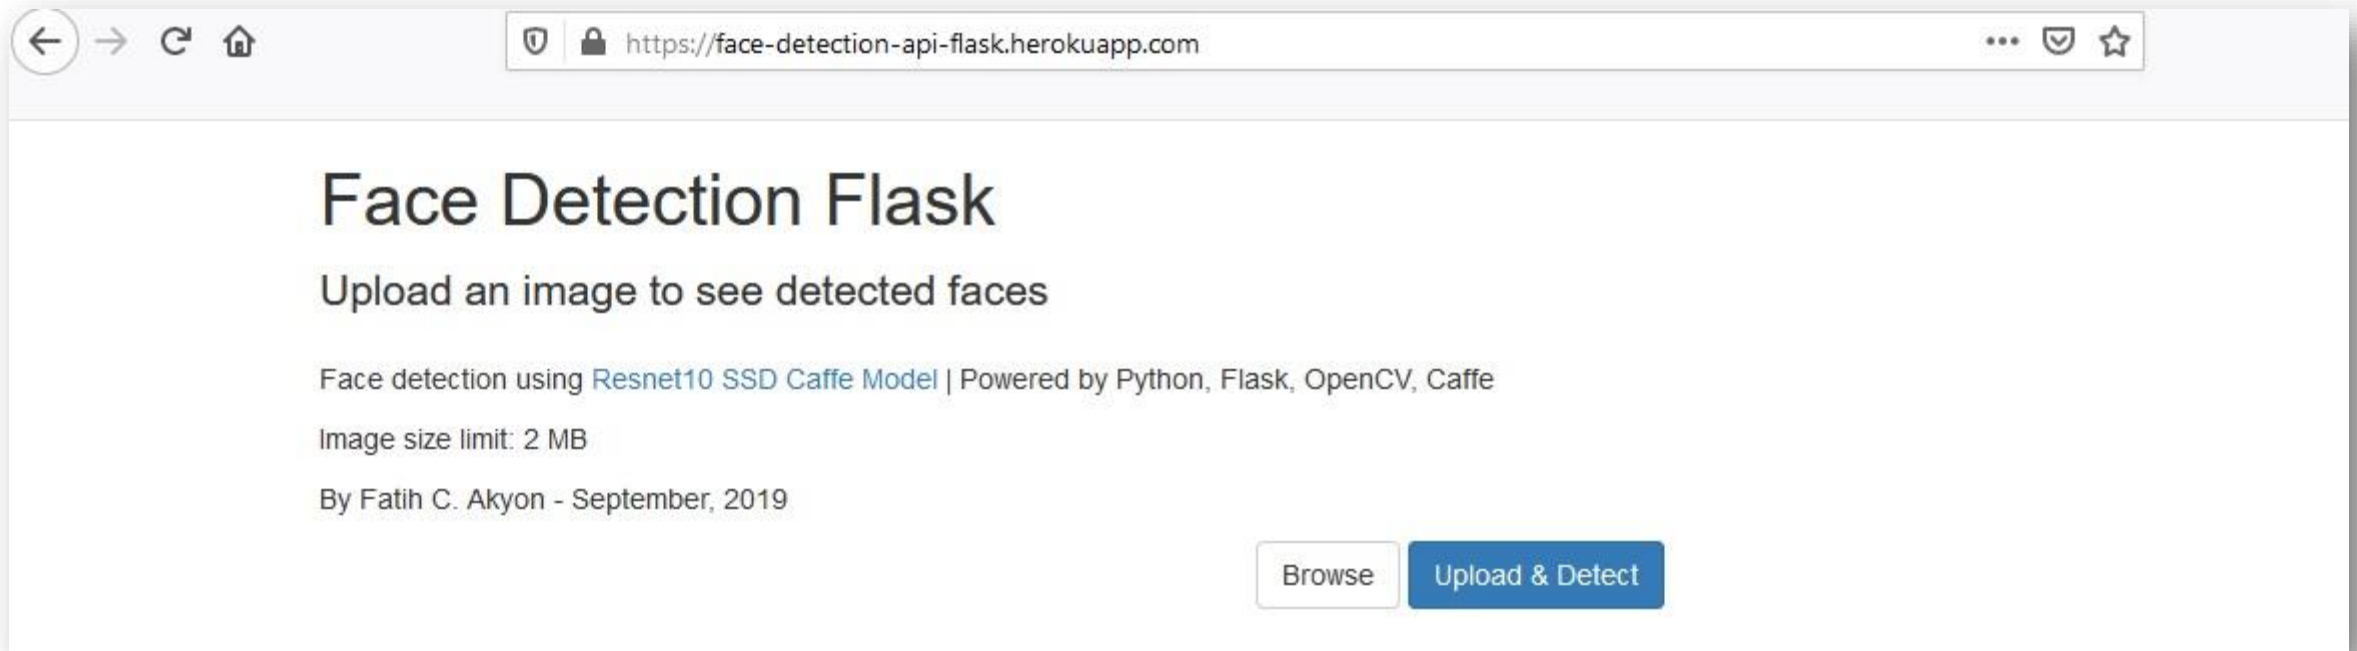 https://face-detection-api-flask.herokuapp.com
Face Detection Flask
Upload an image to see detected faces
Face detection using Resnet10 SSD Caffe Model | Powered by Python, Flask, OpenCV, Caffe
Image size limit: 2 MB
By Fatih C. Akyon - September, 2019
Browse Upload & Detect